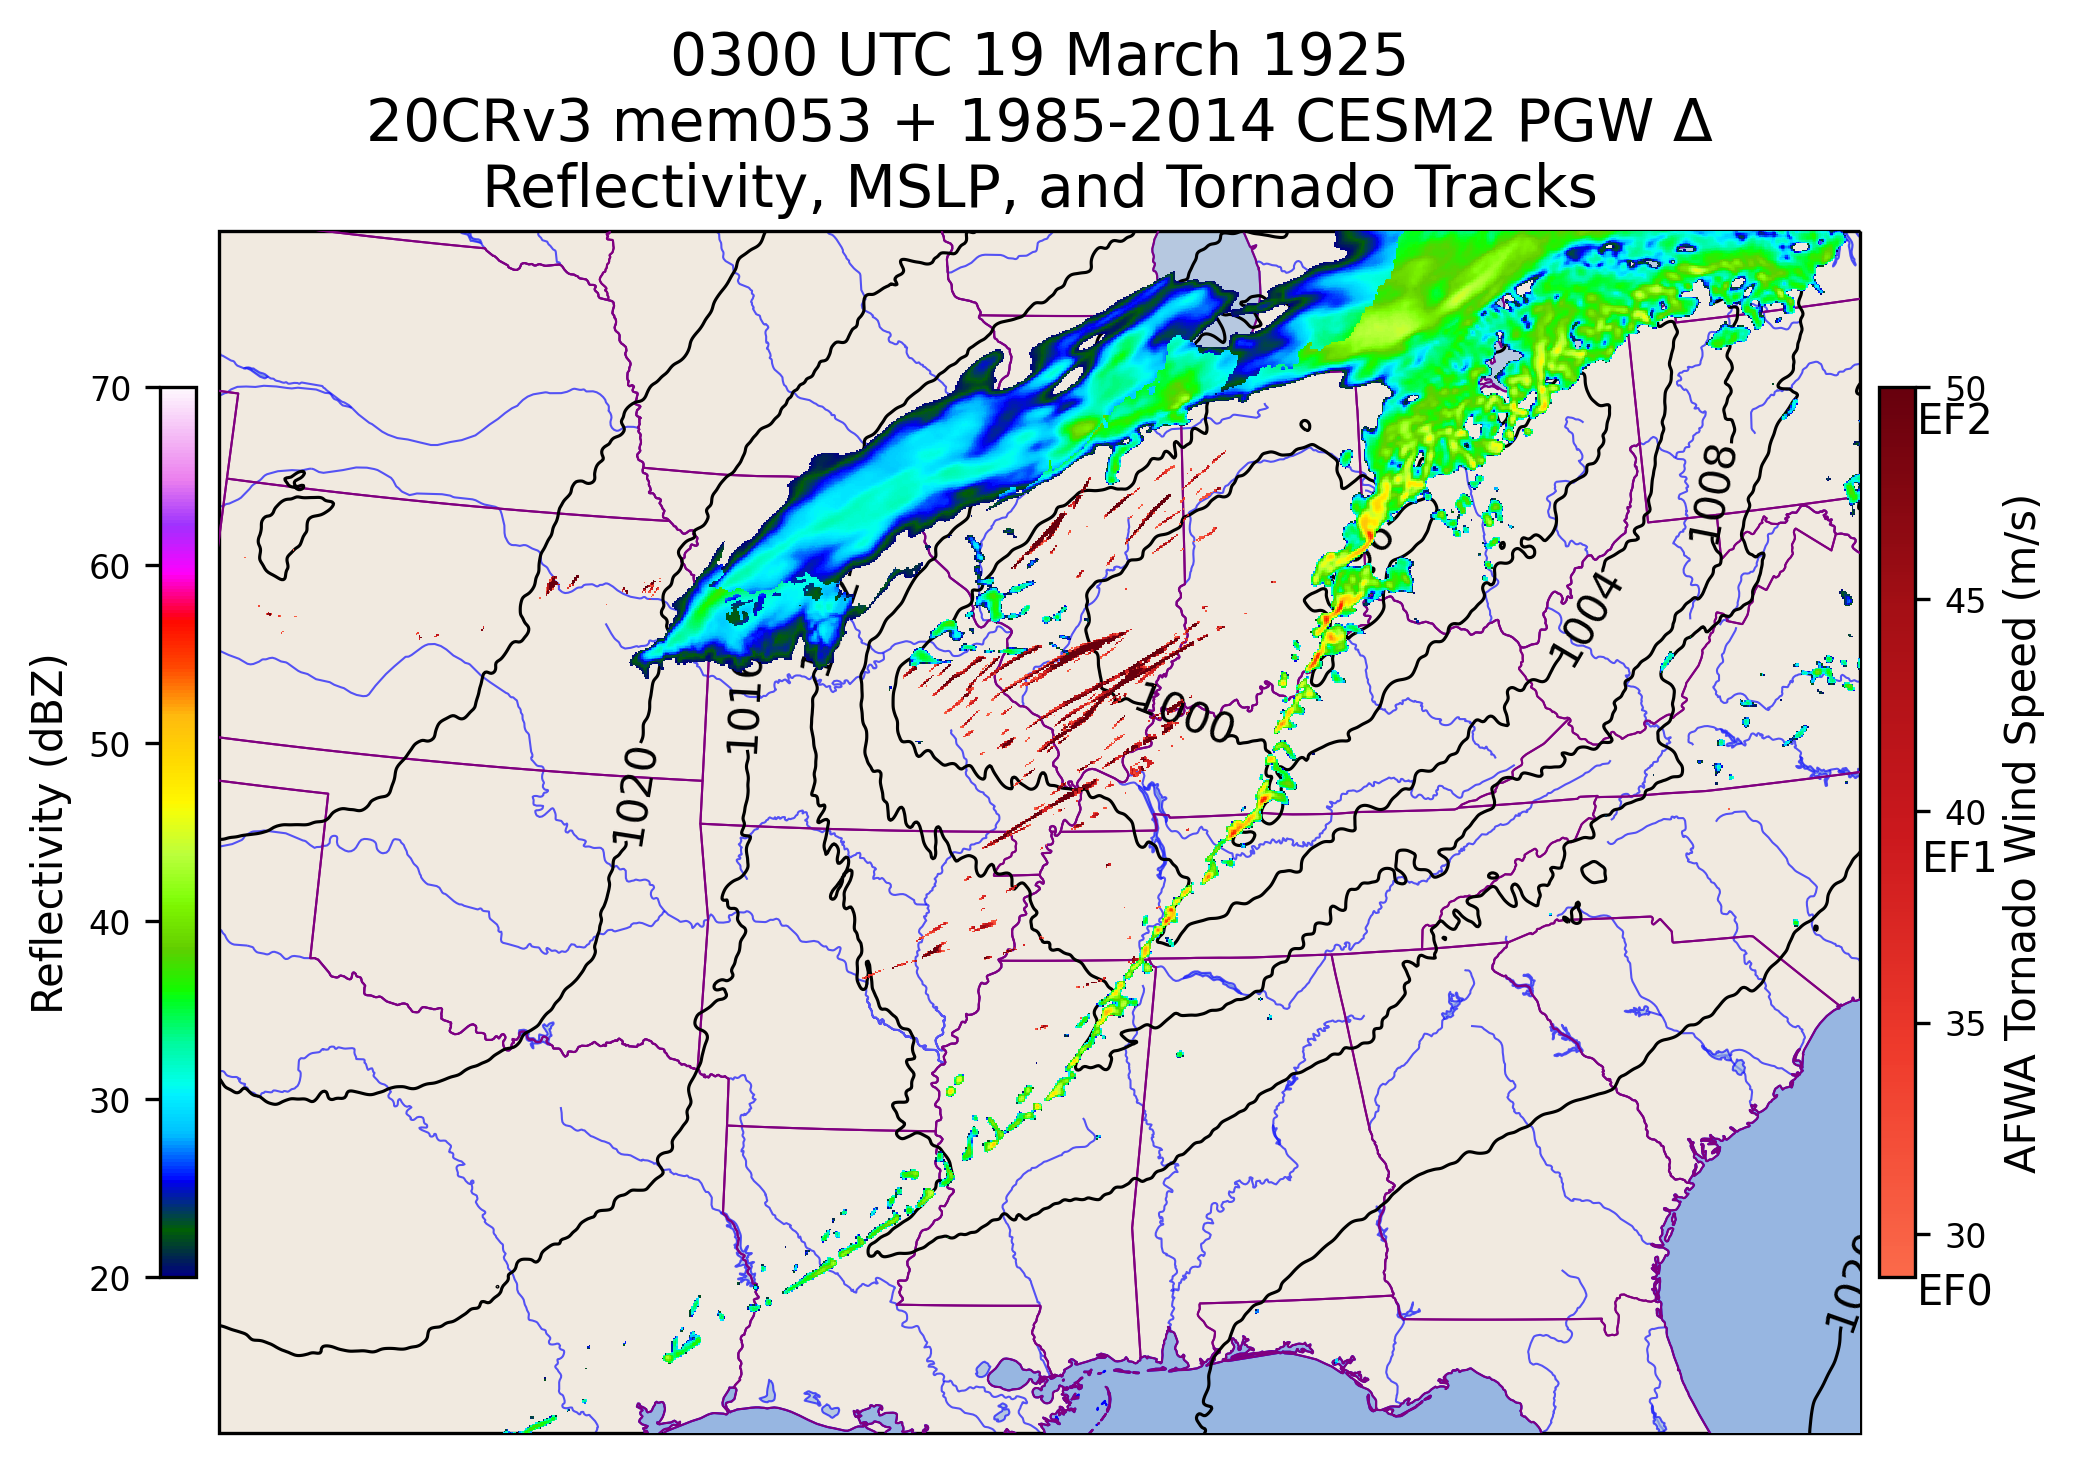 0300 UTC 19 March 1925
20CRv3 mem053 + 1985-2014 CESM2 PGW Δ
Reflectivity, MSLP, and Tornado Tracks
Reflectivity (dBZ)
70
60
50
40
30
20
1008
1004
1000
1016
1020
1020
50
EF2
45
40
EF1
35
30
EF0
AFWA Tornado Wind Speed (m/s)